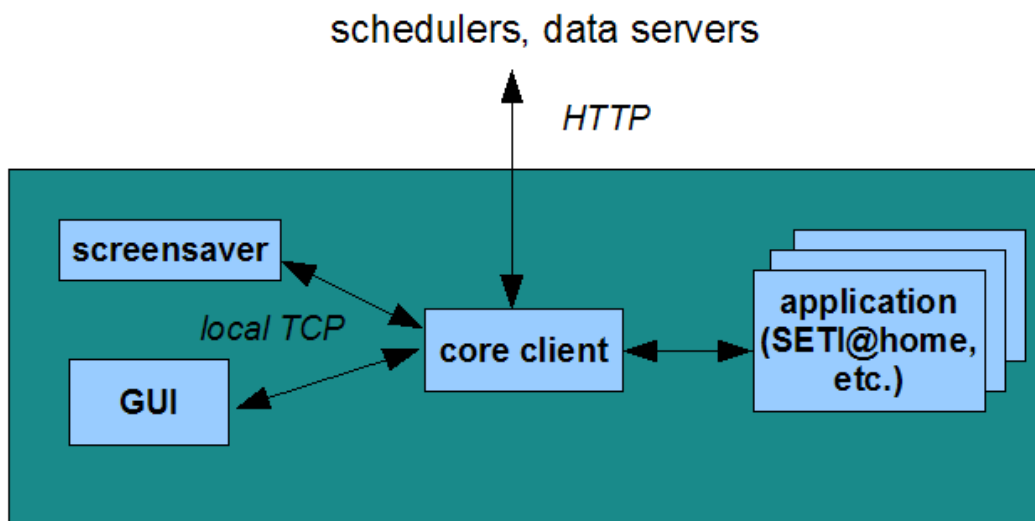 schedulers, data servers
HTTP
screensaver
local TCP
GUI
core client
application
(SETI@home,
etc.)